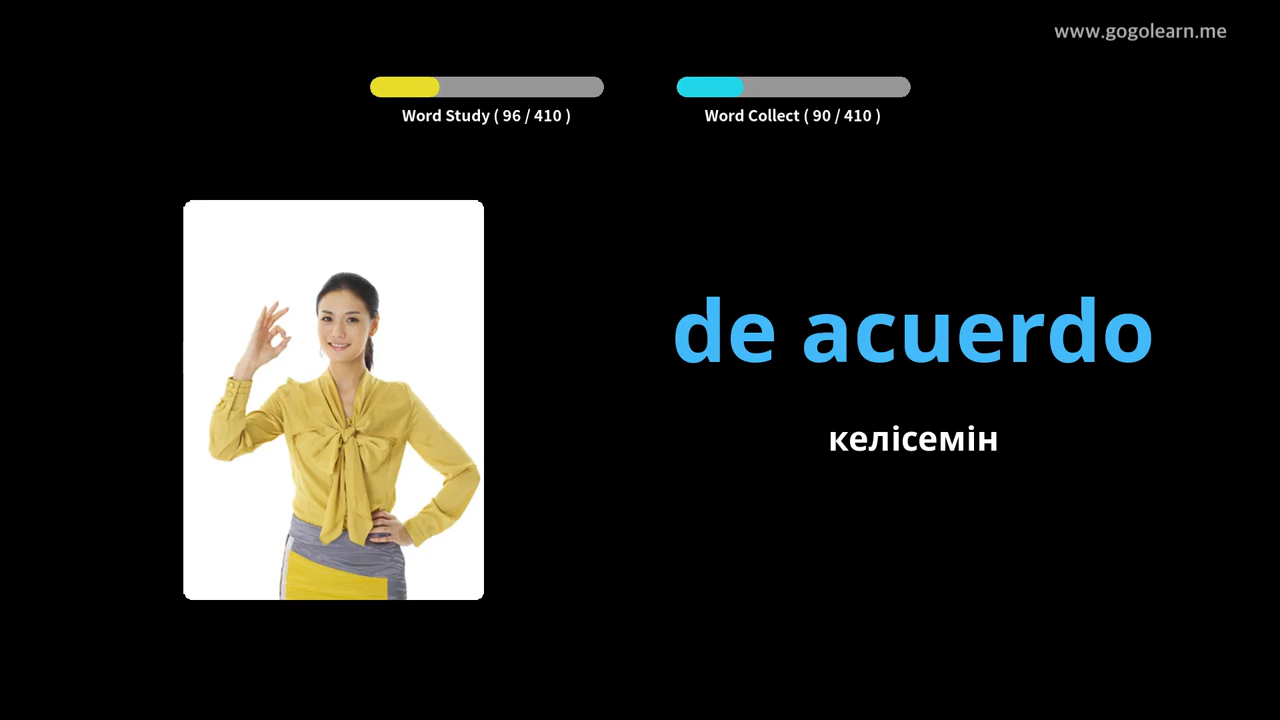 www.gogolearn.me
Word Study ( 96 / 410 )
Word Collect ( 90 / 410 )
de acuerdo
келісемін